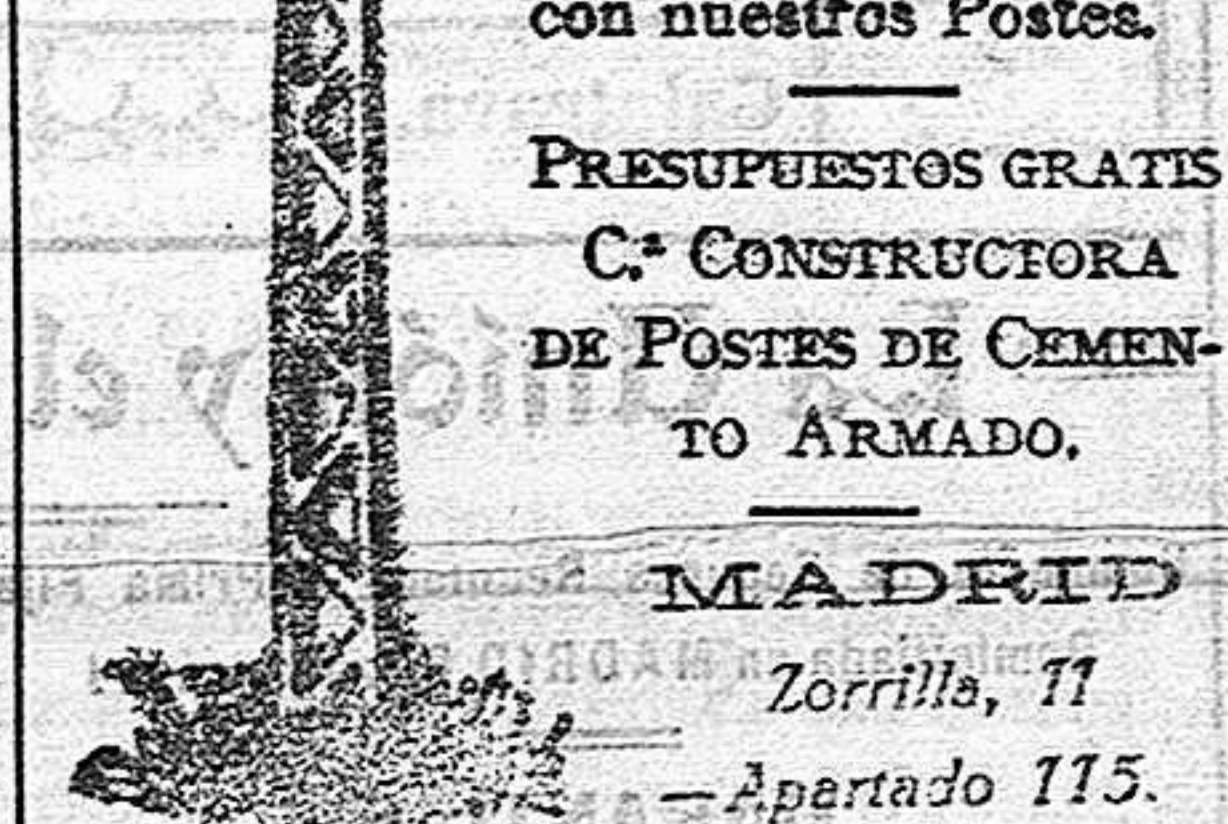 con nuestros Postes.
PRESUPUESTOS GRATIS
C.ª CONSTRUCTORA
DE POSTES DE CEMEN-
TO ARMADO.
MADRID
Zorrilla, 11
—Apartado 115.